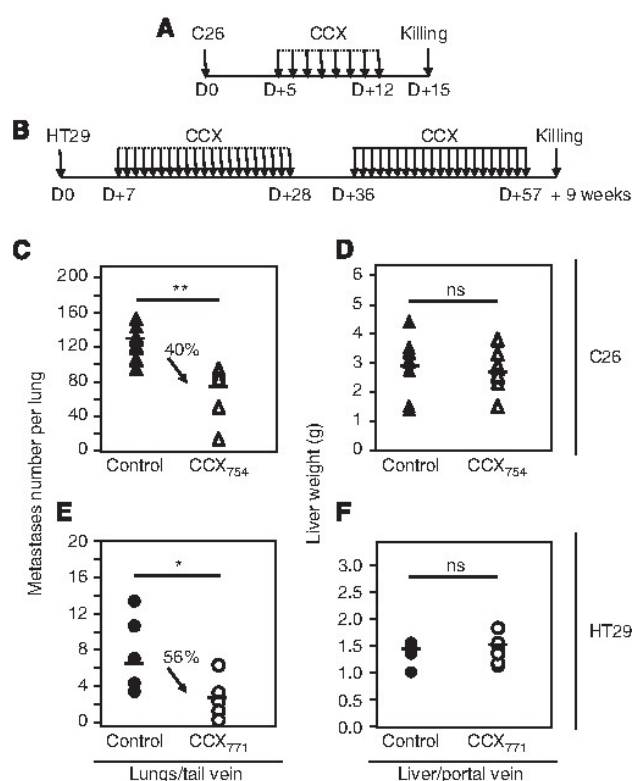 A
C26 CCX Killing
D0 D+5 D+12 D+15
B
HT29 CCX CCX Killing
D0 D+7 D+28 D+36 D+57 + 9 weeks
C
Metastases number per lung
200
160
120
80
40
0
**
40%
Control CCX754
D
Liver weight (g)
6
5
4
3
2
1
0
ns
Control CCX754
C26
E
20
16
12
8
4
0
*
56%
Control CCX771
Lungs/tail vein
F
3.0
2.5
2.0
1.5
1.0
0.5
0.0
ns
Control CCX771
Liver/portal vein
HT29